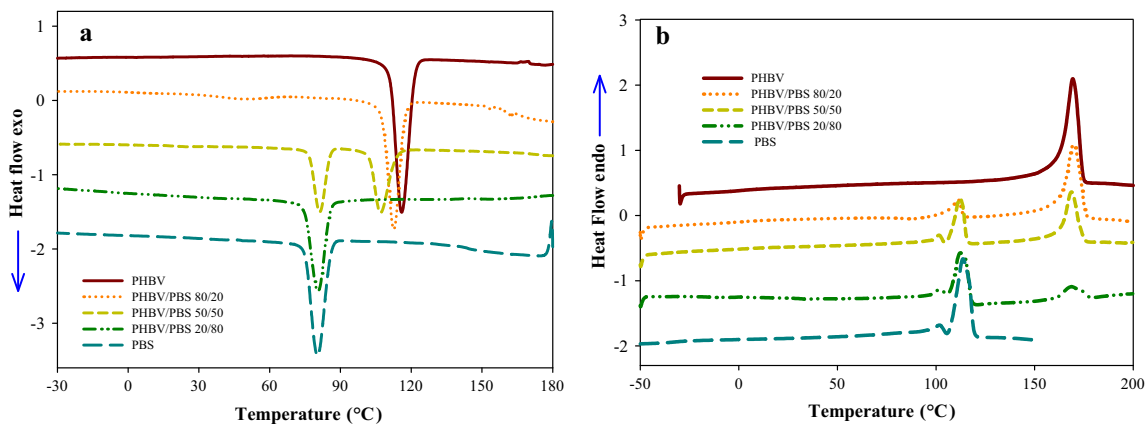 a
1
0
-1
-2
-3
Heat flow exo
PHBV
PHBV/PBS 80/20
PHBV/PBS 50/50
PHBV/PBS 20/80
PBS
-30 0 30 60 90 120 150 180
Temperature (°C)
b
3
2
1
0
-1
-2
Heat Flow endo
PHBV
PHBV/PBS 80/20
PHBV/PBS 50/50
PHBV/PBS 20/80
PBS
-50 0 50 100 150 200
Temperature (°C)